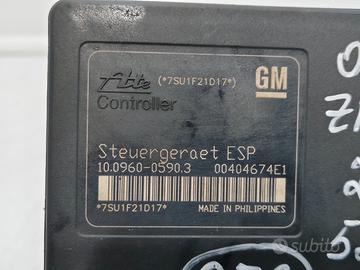 Ate
(*7SU1F21D17*)
GM
Controller
Steuergeraet ESP
10.0960-0590.3
00404674E1
*7SU1F21D17*
MADE IN PHILIPPINES
subito